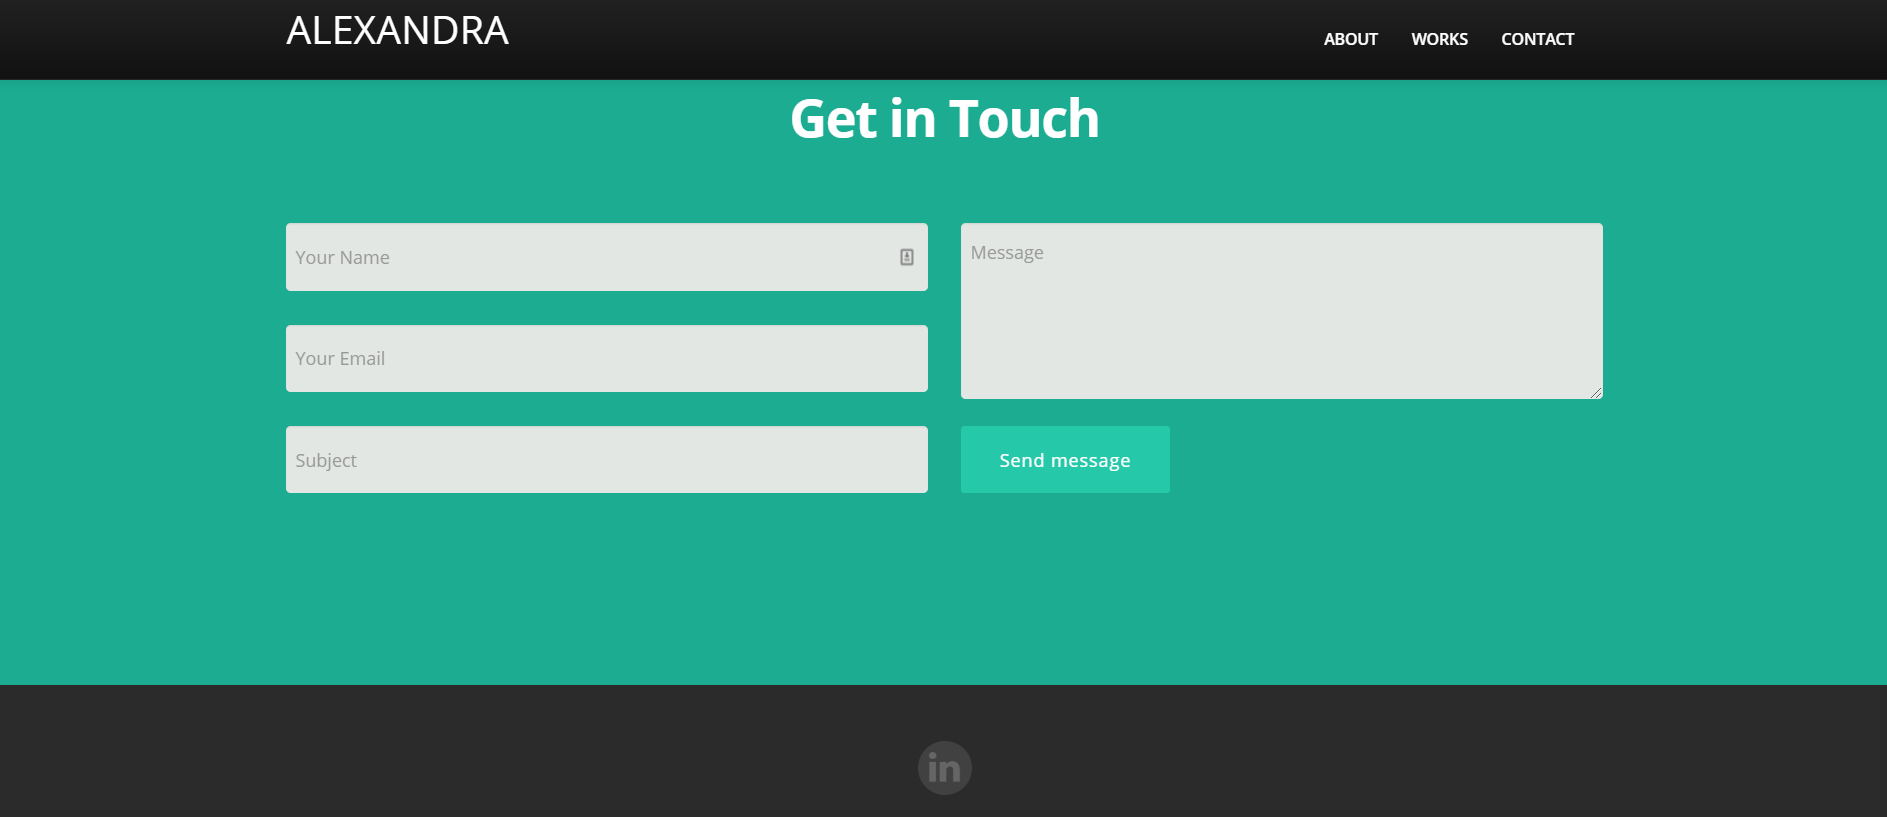 ALEXANDRA
ABOUT WORKS CONTACT
Get in Touch
Your Name
Your Email
Subject
Message
Send message
in